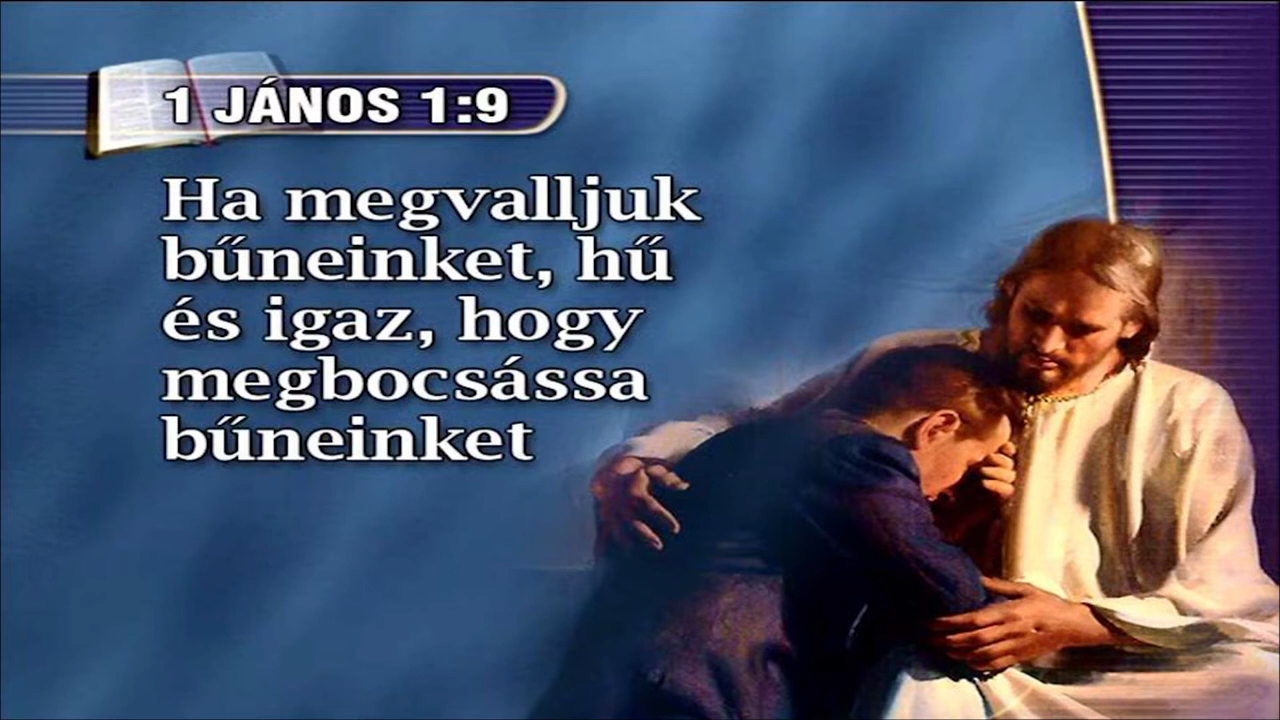 1 JÁNOS 1:9
Ha megvalljuk
bűneinket, hű
és igaz, hogy
megbocsássa
bűneinket